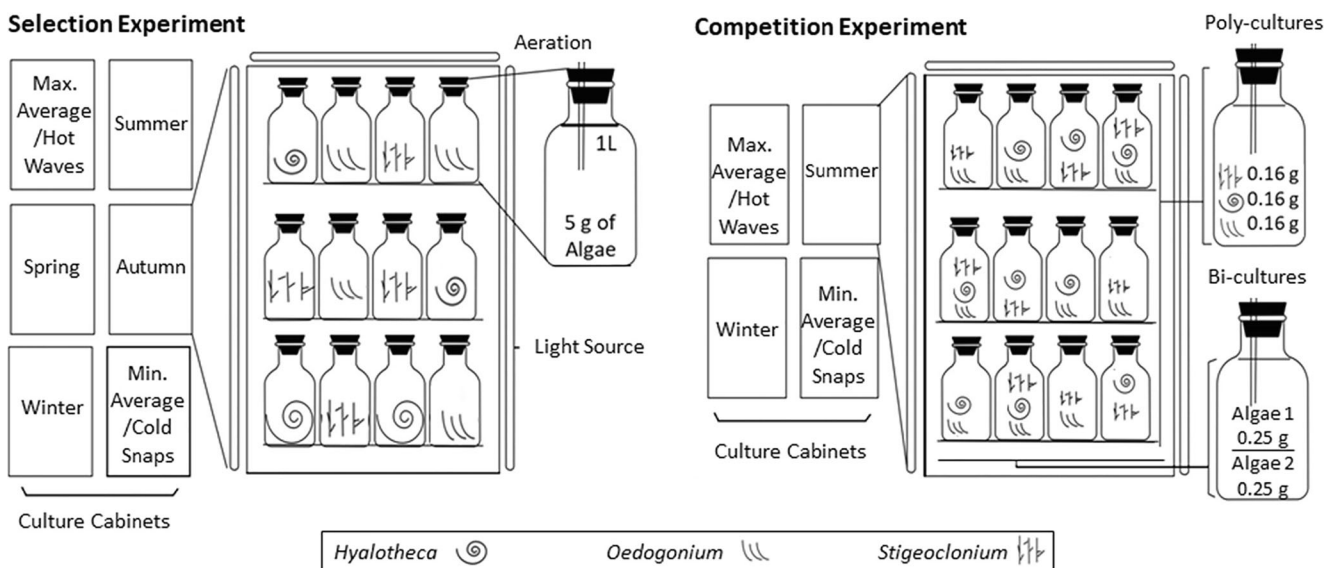 Selection Experiment
Max.
Average
/Hot
Waves
Summer
Spring
Autumn
Winter
Min.
Average
/Cold
Snaps
Culture Cabinets
Aeration
1L
5 g of
Algae
Light Source
Competition Experiment
Max.
Average
/Hot
Waves
Summer
Winter
Min.
Average
/Cold
Snaps
Culture Cabinets
Poly-cultures
0.16 g
0.16 g
0.16 g
Bi-cultures
Algae 1
0.25 g
Algae 2
0.25 g
Hyalotheca
Oedogonium
Stigeoclonium